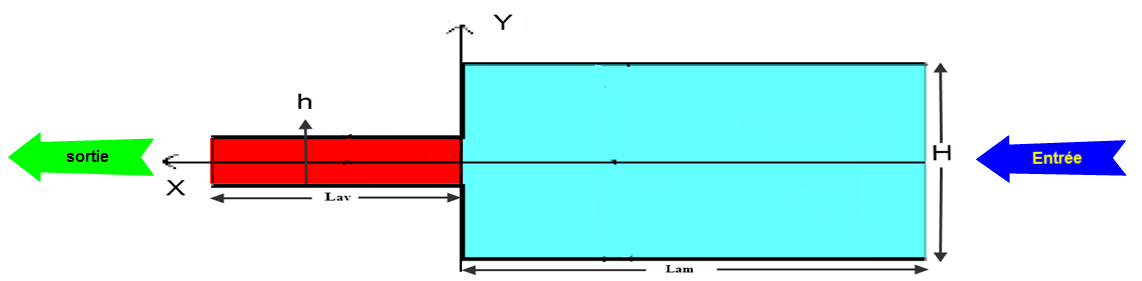 Y
h
sortie
H
Entrée
X
Lav
Lam